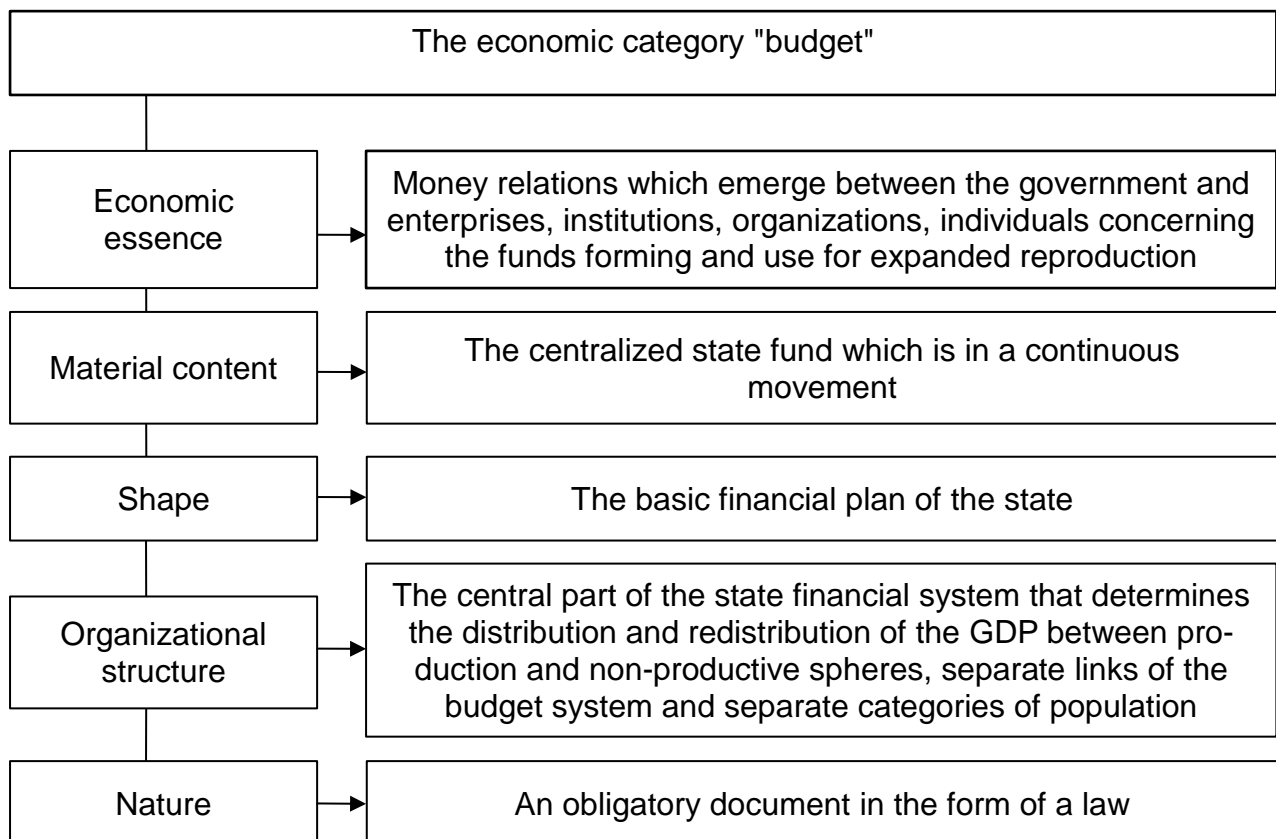 The economic category "budget"
Economic
essence
Money relations which emerge between the government and
enterprises, institutions, organizations, individuals concerning
the funds forming and use for expanded reproduction
Material content
The centralized state fund which is in a continuous
movement
Shape
The basic financial plan of the state
Organizational
structure
The central part of the state financial system that determines
the distribution and redistribution of the GDP between pro-
duction and non-productive spheres, separate links of the
budget system and separate categories of population
Nature
An obligatory document in the form of a law